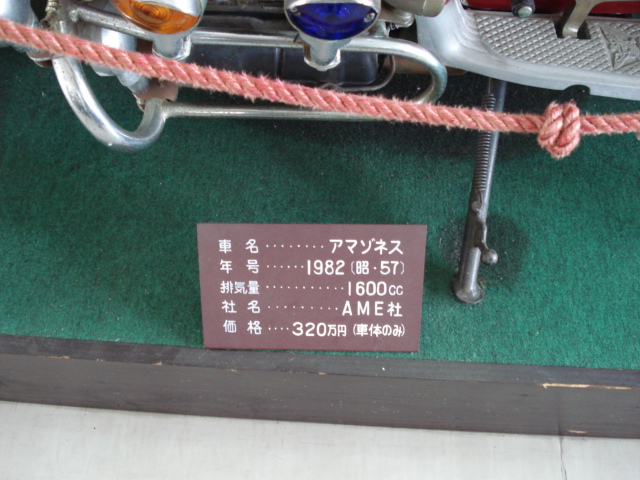 車名········アマゾネス
年号······1982(昭·57)
排気量···········1600cc
社名··········AME社
価格····320万円(車体のみ)